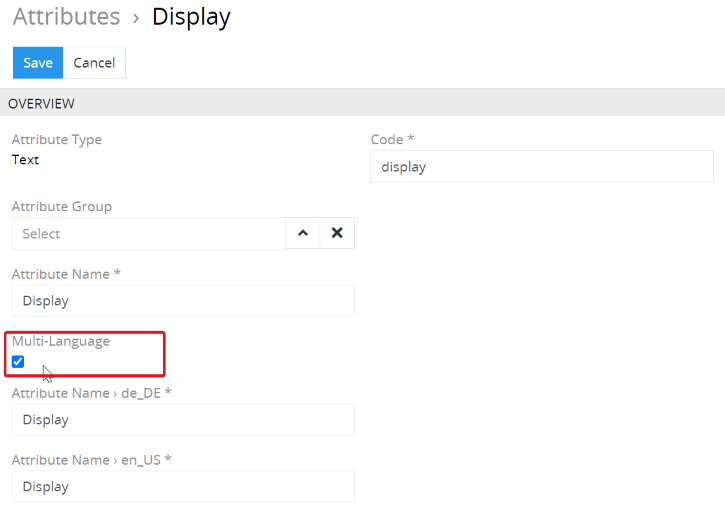 Attributes › Display
Save Cancel
OVERVIEW
Attribute Type
Text
Code *
display
Attribute Group
Select
Attribute Name *
Display
Multi-Language
Attribute Name › de_DE *
Display
Attribute Name › en_US *
Display